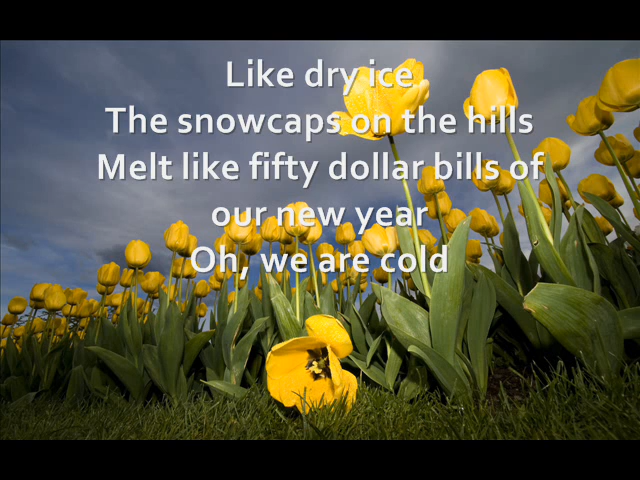 Like dry ice
The snowcaps on the hills
Melt like fifty dollar bills of
our new year
Oh, we are cold